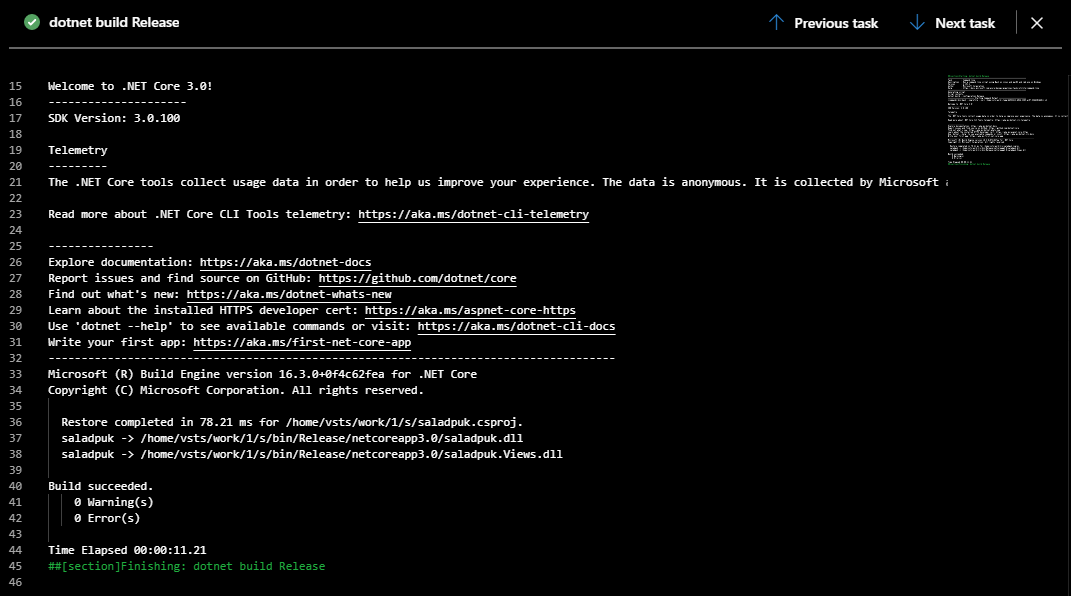 dotnet build Release
Previous task
Next task
15 Welcome to .NET Core 3.0!
16 ---------------------
17 SDK Version: 3.0.100
18
19 Telemetry
20 ---------
21 The .NET Core tools collect usage data in order to help us improve your experience. The data is anonymous. It is collected by Microsoft
22
23 Read more about .NET Core CLI Tools telemetry: https://aka.ms/dotnet-cli-telemetry
24
25 ----------------
26 Explore documentation: https://aka.ms/dotnet-docs
27 Report issues and find source on GitHub: https://github.com/dotnet/core
28 Find out what's new: https://aka.ms/dotnet-whats-new
29 Learn about the installed HTTPS developer cert: https://aka.ms/aspnet-core-https
30 Use 'dotnet --help' to see available commands or visit: https://aka.ms/dotnet-cli-docs
31 Write your first app: https://aka.ms/first-net-core-app
32 --------------------------------------------------------------------------------------
33 Microsoft (R) Build Engine version 16.3.0+0f4c62fea for .NET Core
34 Copyright (C) Microsoft Corporation. All rights reserved.
35
36 Restore completed in 78.21 ms for /home/vsts/work/1/s/saladpuk.csproj.
37 saladpuk -> /home/vsts/work/1/s/bin/Release/netcoreapp3.0/saladpuk.dll
38 saladpuk -> /home/vsts/work/1/s/bin/Release/netcoreapp3.0/saladpuk.Views.dll
39
40 Build succeeded.
41 0 Warning(s)
42 0 Error(s)
43
44 Time Elapsed 00:00:11.21
45 ##[section]Finishing: dotnet build Release
46